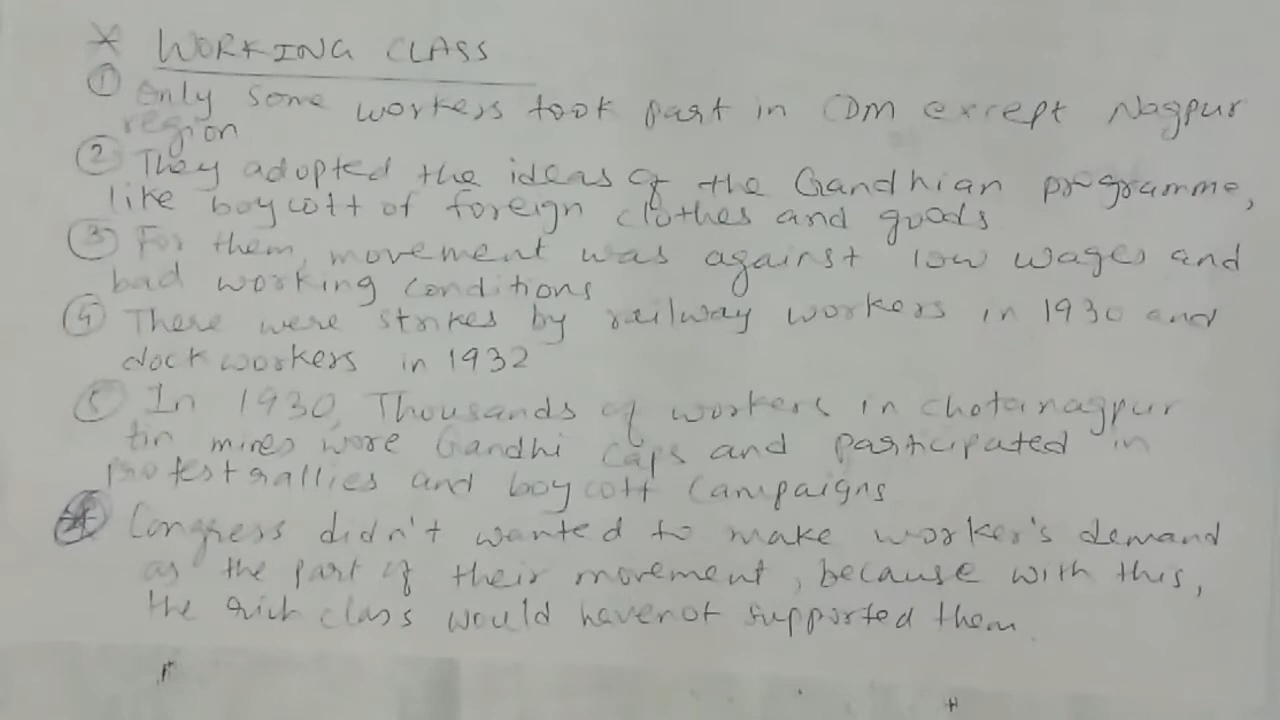 * WORKING CLASS
① Only some workers took part in CDM except Nagpur
region
② They adopted the ideas of the Gandhian programme,
like boycott of foreign clothes and goods
③ For them, movement was against low wages and
bad working conditions
④ There were strikes by railway workers in 1930 and
dock workers in 1932
⑤ In 1930, Thousands of workers in chotanagpur
tin mines wore Gandhi caps and participated in
protest rallies and boycott campaigns
Congress didn't wanted to make worker's demand
as the part of their movement, because with this,
the rich class would have not supported them.